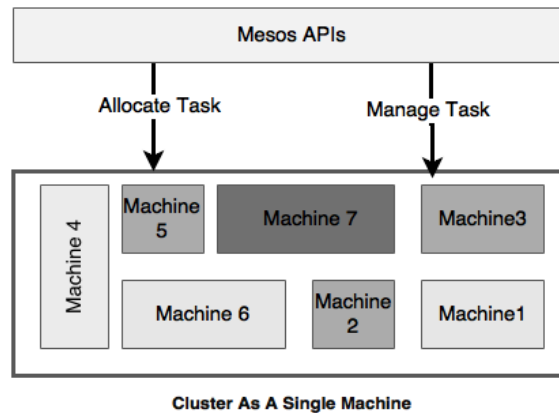 Mesos APIs
Allocate Task
Manage Task
Machine 4
Machine
5
Machine 7
Machine3
Machine 6
Machine
2
Machine1
Cluster As A Single Machine